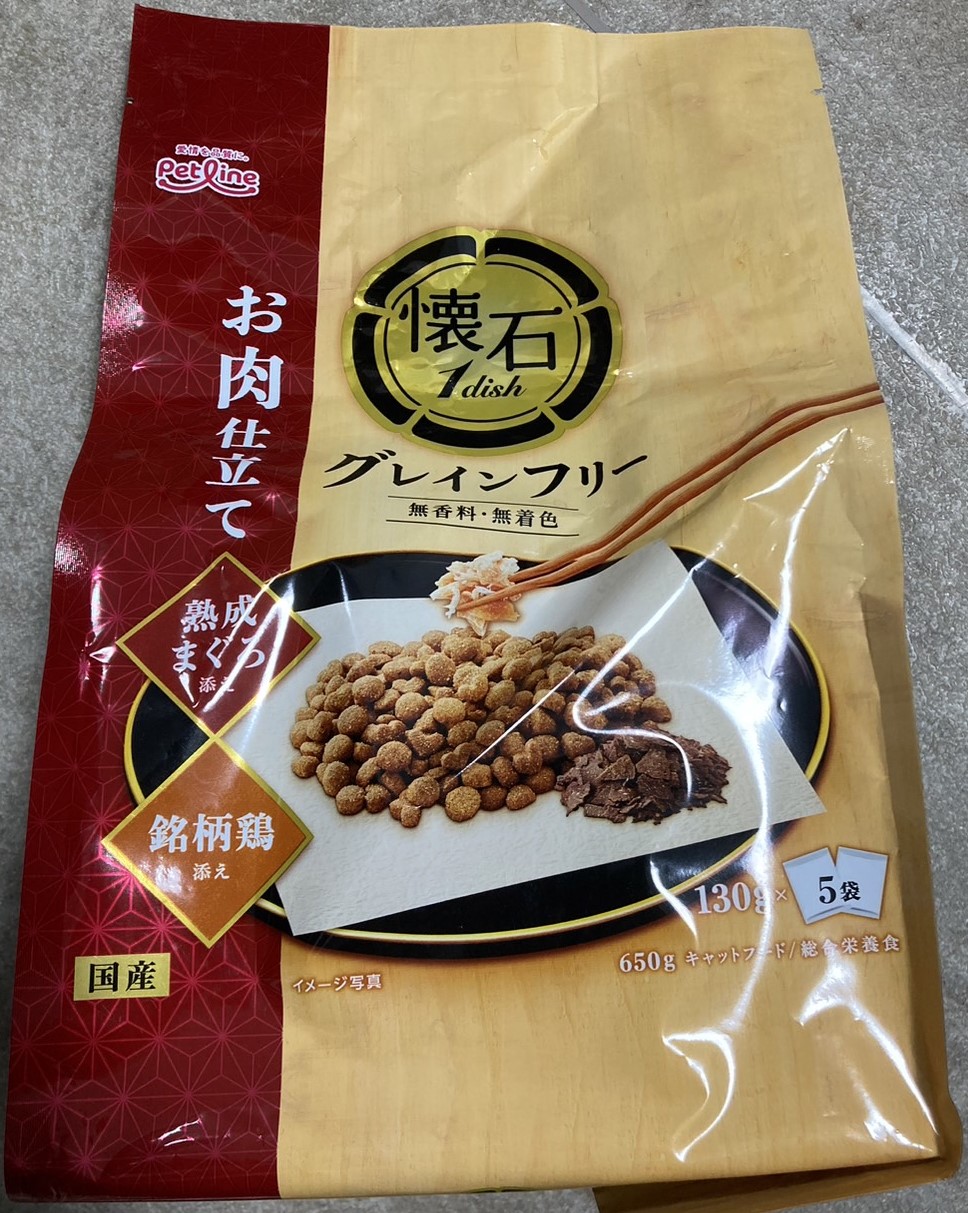 愛情を品質に。
Petline
お肉仕立て
懐石
1dish
グレインフリー
無香料・無着色
熟成
まぐろ
添え
銘柄鶏
添え
国産
イメージ写真
130g×
5袋
650g キャットフード/総合栄養食